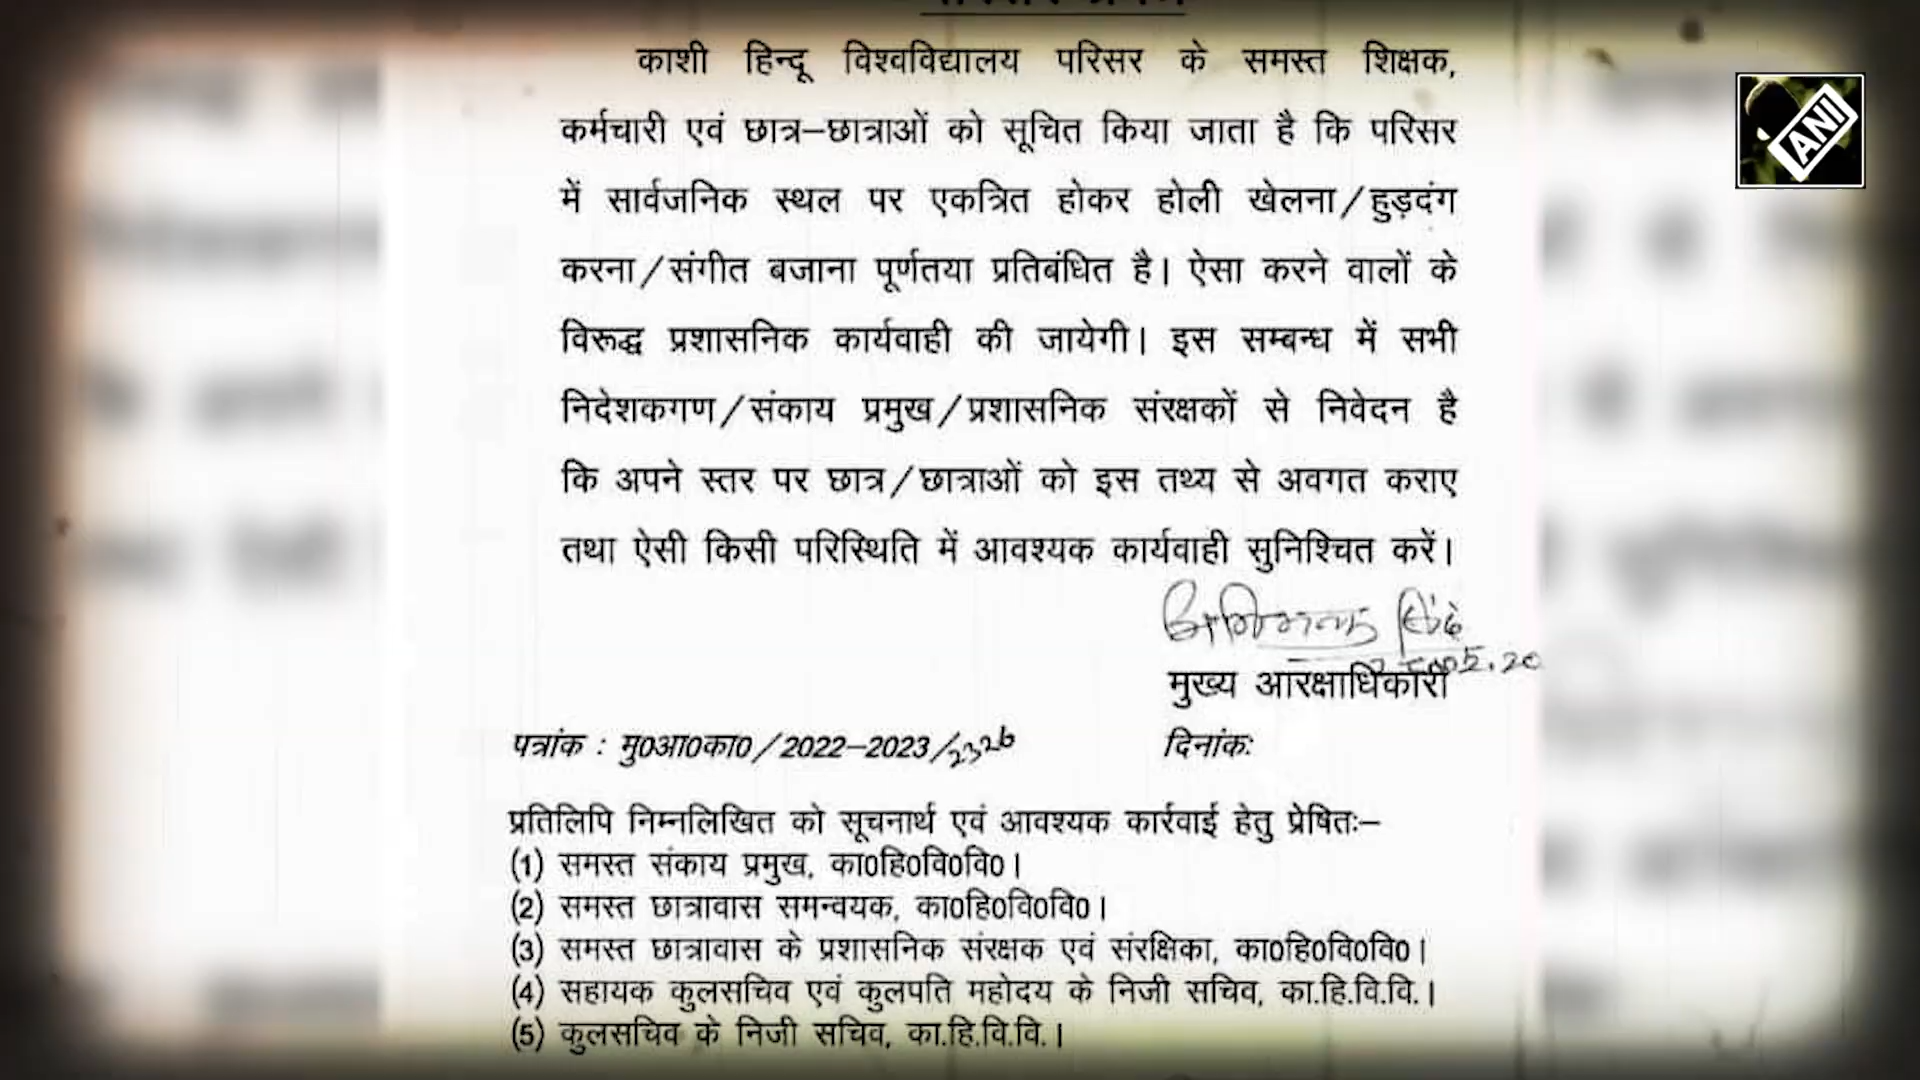 काशी हिन्दू विश्वविद्यालय परिसर के समस्त शिक्षक,
कर्मचारी एवं छात्र–छात्राओं को सूचित किया जाता है कि परिसर
में सार्वजनिक स्थल पर एकत्रित होकर होली खेलना/हुड़दंग
करना/संगीत बजाना पूर्णतया प्रतिबंधित है। ऐसा करने वालों के
विरूद्ध प्रशासनिक कार्यवाही की जायेगी। इस सम्बन्ध में सभी
निदेशकगण/संकाय प्रमुख/प्रशासनिक संरक्षकों से निवेदन है
कि अपने स्तर पर छात्र/छात्राओं को इस तथ्य से अवगत कराए
तथा ऐसी किसी परिस्थिति में आवश्यक कार्यवाही सुनिश्चित करें।
मुख्य आरक्षाधिकारी
पत्रांक : मु0आ0का0/2022–2023/2326
दिनांकः
प्रतिलिपि निम्नलिखित को सूचनार्थ एवं आवश्यक कार्रवाई हेतु प्रेषितः–
(1) समस्त संकाय प्रमुख, का0हि0वि0वि0।
(2) समस्त छात्रावास समन्वयक, का0हि0वि0वि0।
(3) समस्त छात्रावास के प्रशासनिक संरक्षक एवं संरक्षिका, का0हि0वि0वि0।
(4) सहायक कुलसचिव एवं कुलपति महोदय के निजी सचिव, का.हि.वि.वि.।
(5) कुलसचिव के निजी सचिव, का.हि.वि.वि.।
ANI